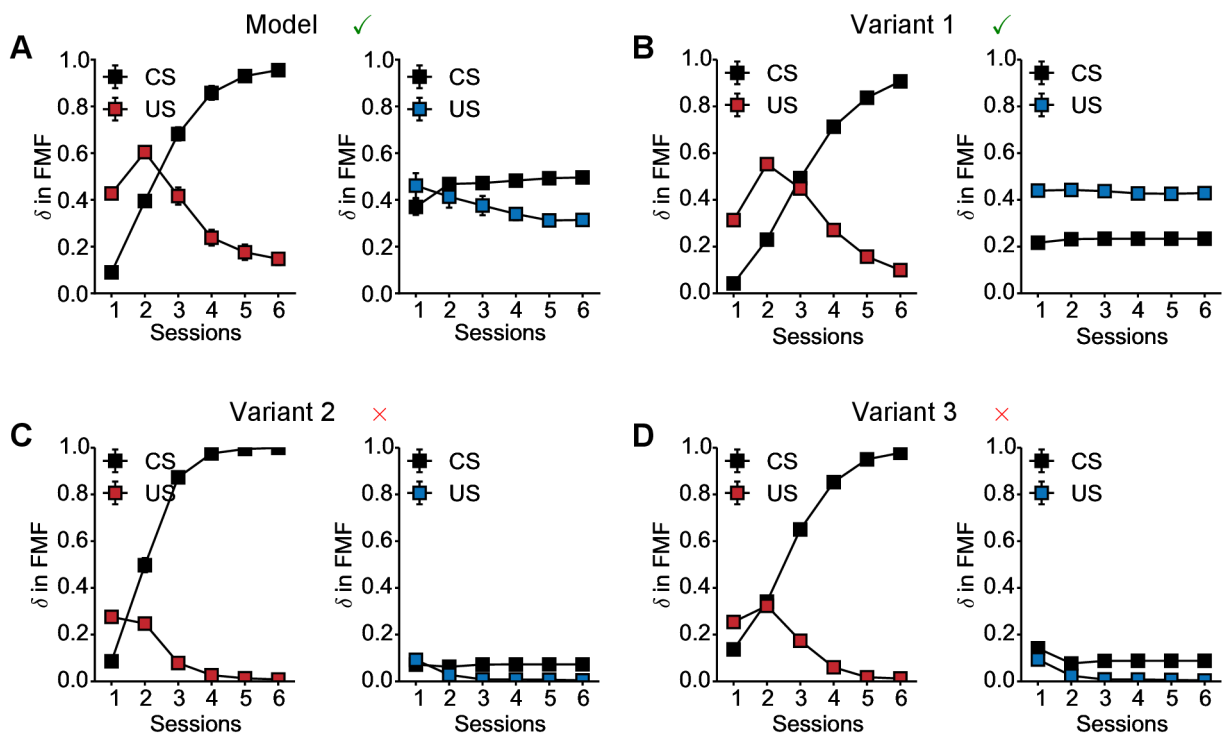 Model ✓
A
1.0
0.8
0.6
0.4
0.2
0.0
δ in FMF
CS
US
1 2 3 4 5 6
Sessions
1.0
0.8
0.6
0.4
0.2
0.0
δ in FMF
CS
US
1 2 3 4 5 6
Sessions
Variant 1 ✓
B
1.0
0.8
0.6
0.4
0.2
0.0
δ in FMF
CS
US
1 2 3 4 5 6
Sessions
1.0
0.8
0.6
0.4
0.2
0.0
δ in FMF
CS
US
1 2 3 4 5 6
Sessions
Variant 2 ×
C
1.0
0.8
0.6
0.4
0.2
0.0
δ in FMF
CS
US
1 2 3 4 5 6
Sessions
1.0
0.8
0.6
0.4
0.2
0.0
δ in FMF
CS
US
1 2 3 4 5 6
Sessions
Variant 3 ×
D
1.0
0.8
0.6
0.4
0.2
0.0
δ in FMF
CS
US
1 2 3 4 5 6
Sessions
1.0
0.8
0.6
0.4
0.2
0.0
δ in FMF
CS
US
1 2 3 4 5 6
Sessions